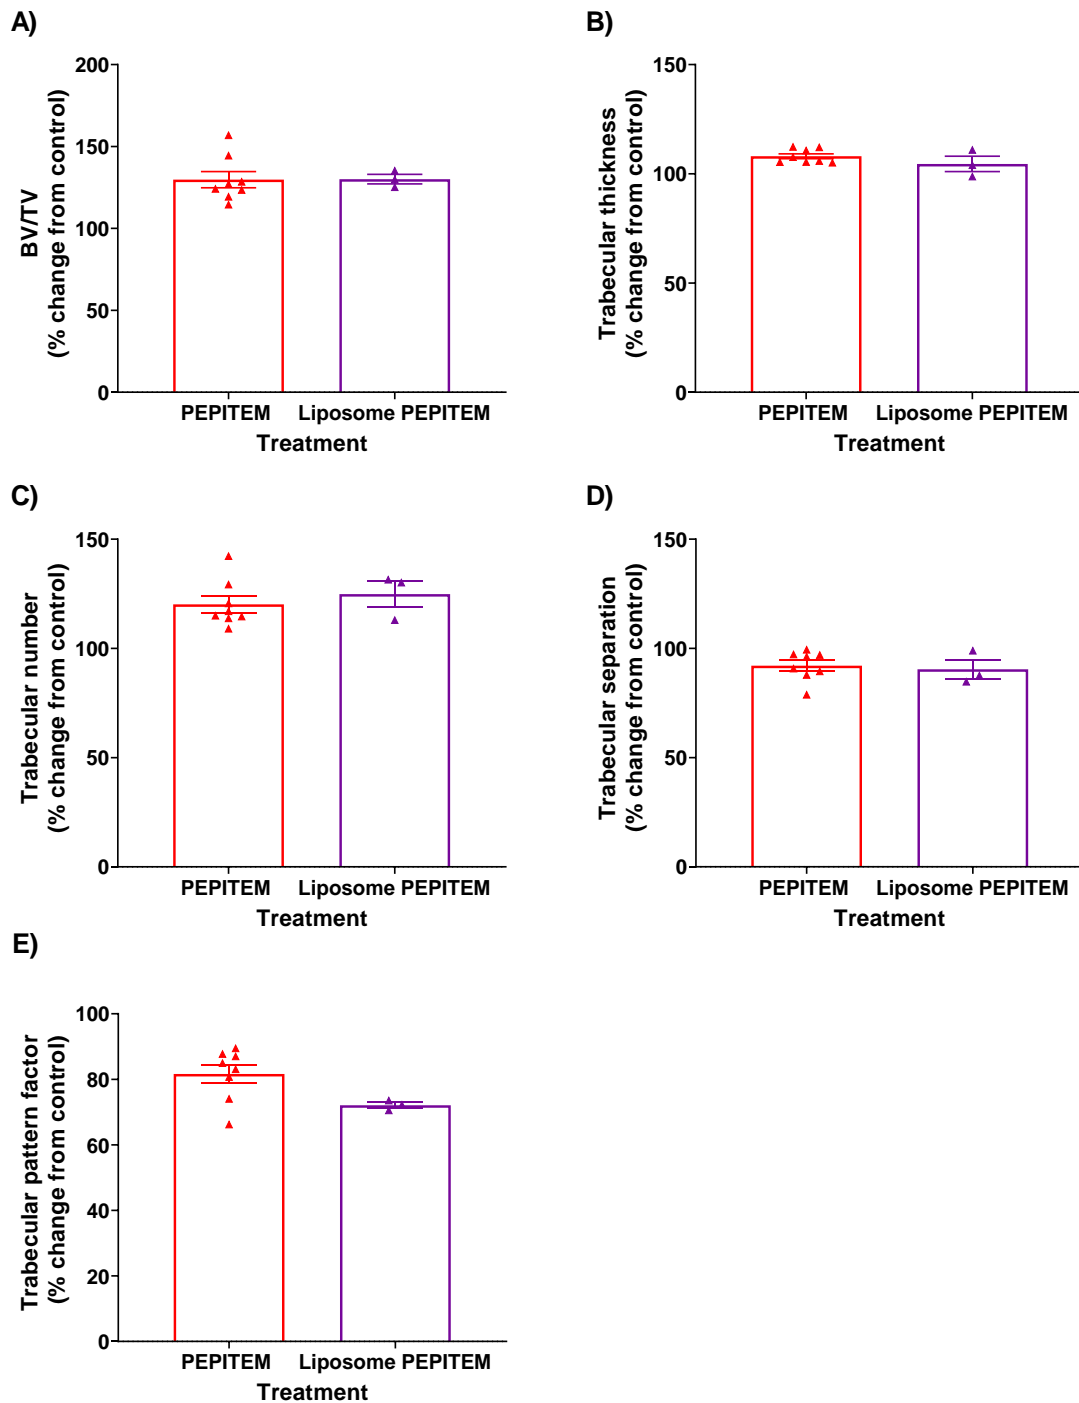 A)
BV/TV
(% change from control)
200
150
100
50
0
PEPITEM
Liposome PEPITEM
Treatment
B)
Trabecular thickness
(% change from control)
150
100
50
0
PEPITEM
Liposome PEPITEM
Treatment
C)
Trabecular number
(% change from control)
150
100
50
0
PEPITEM
Liposome PEPITEM
Treatment
D)
Trabecular separation
(% change from control)
150
100
50
0
PEPITEM
Liposome PEPITEM
Treatment
E)
Trabecular pattern factor
(% change from control)
100
80
60
40
20
0
PEPITEM
Liposome PEPITEM
Treatment